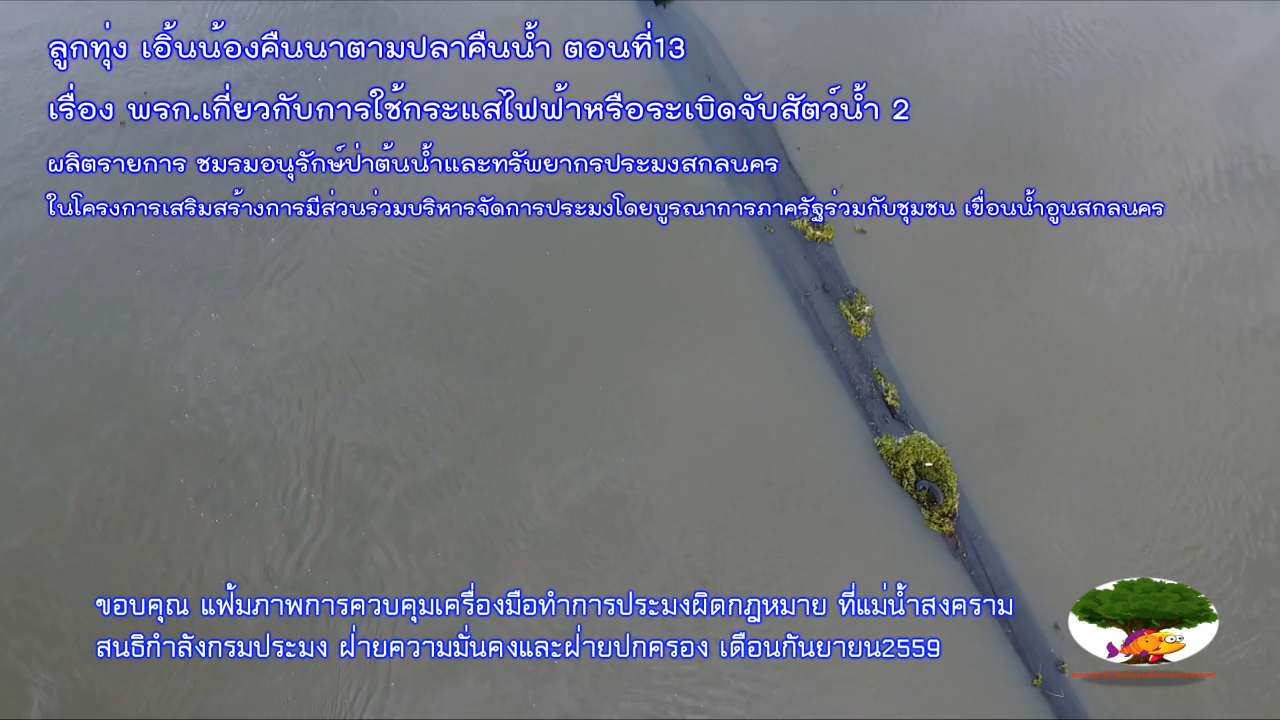 ลูกทุ่ง เอิ้นน้องคืนนาตามปลาคืนน้ำ ตอนที่13
เรื่อง พรก.เกี่ยวกับการใช้กระแสไฟฟ้าหรือระเบิดจับสัตว์น้ำ 2
ผลิตรายการ ชมรมอนุรักษ์ป่าต้นน้ำและทรัพยากรประมงสกลนคร
ในโครงการเสริมสร้างการมีส่วนร่วมบริหารจัดการประมงโดยบูรณาการภาครัฐร่วมกับชุมชน เขื่อนน้ำอูนสกลนคร
ขอบคุณ แฟ้มภาพการควบคุมเครื่องมือทำการประมงผิดกฎหมาย ที่แม่น้ำสงคราม
สนธิกำลังกรมประมง ฝ่ายความมั่นคงและฝ่ายปกครอง เดือนกันยายน2559